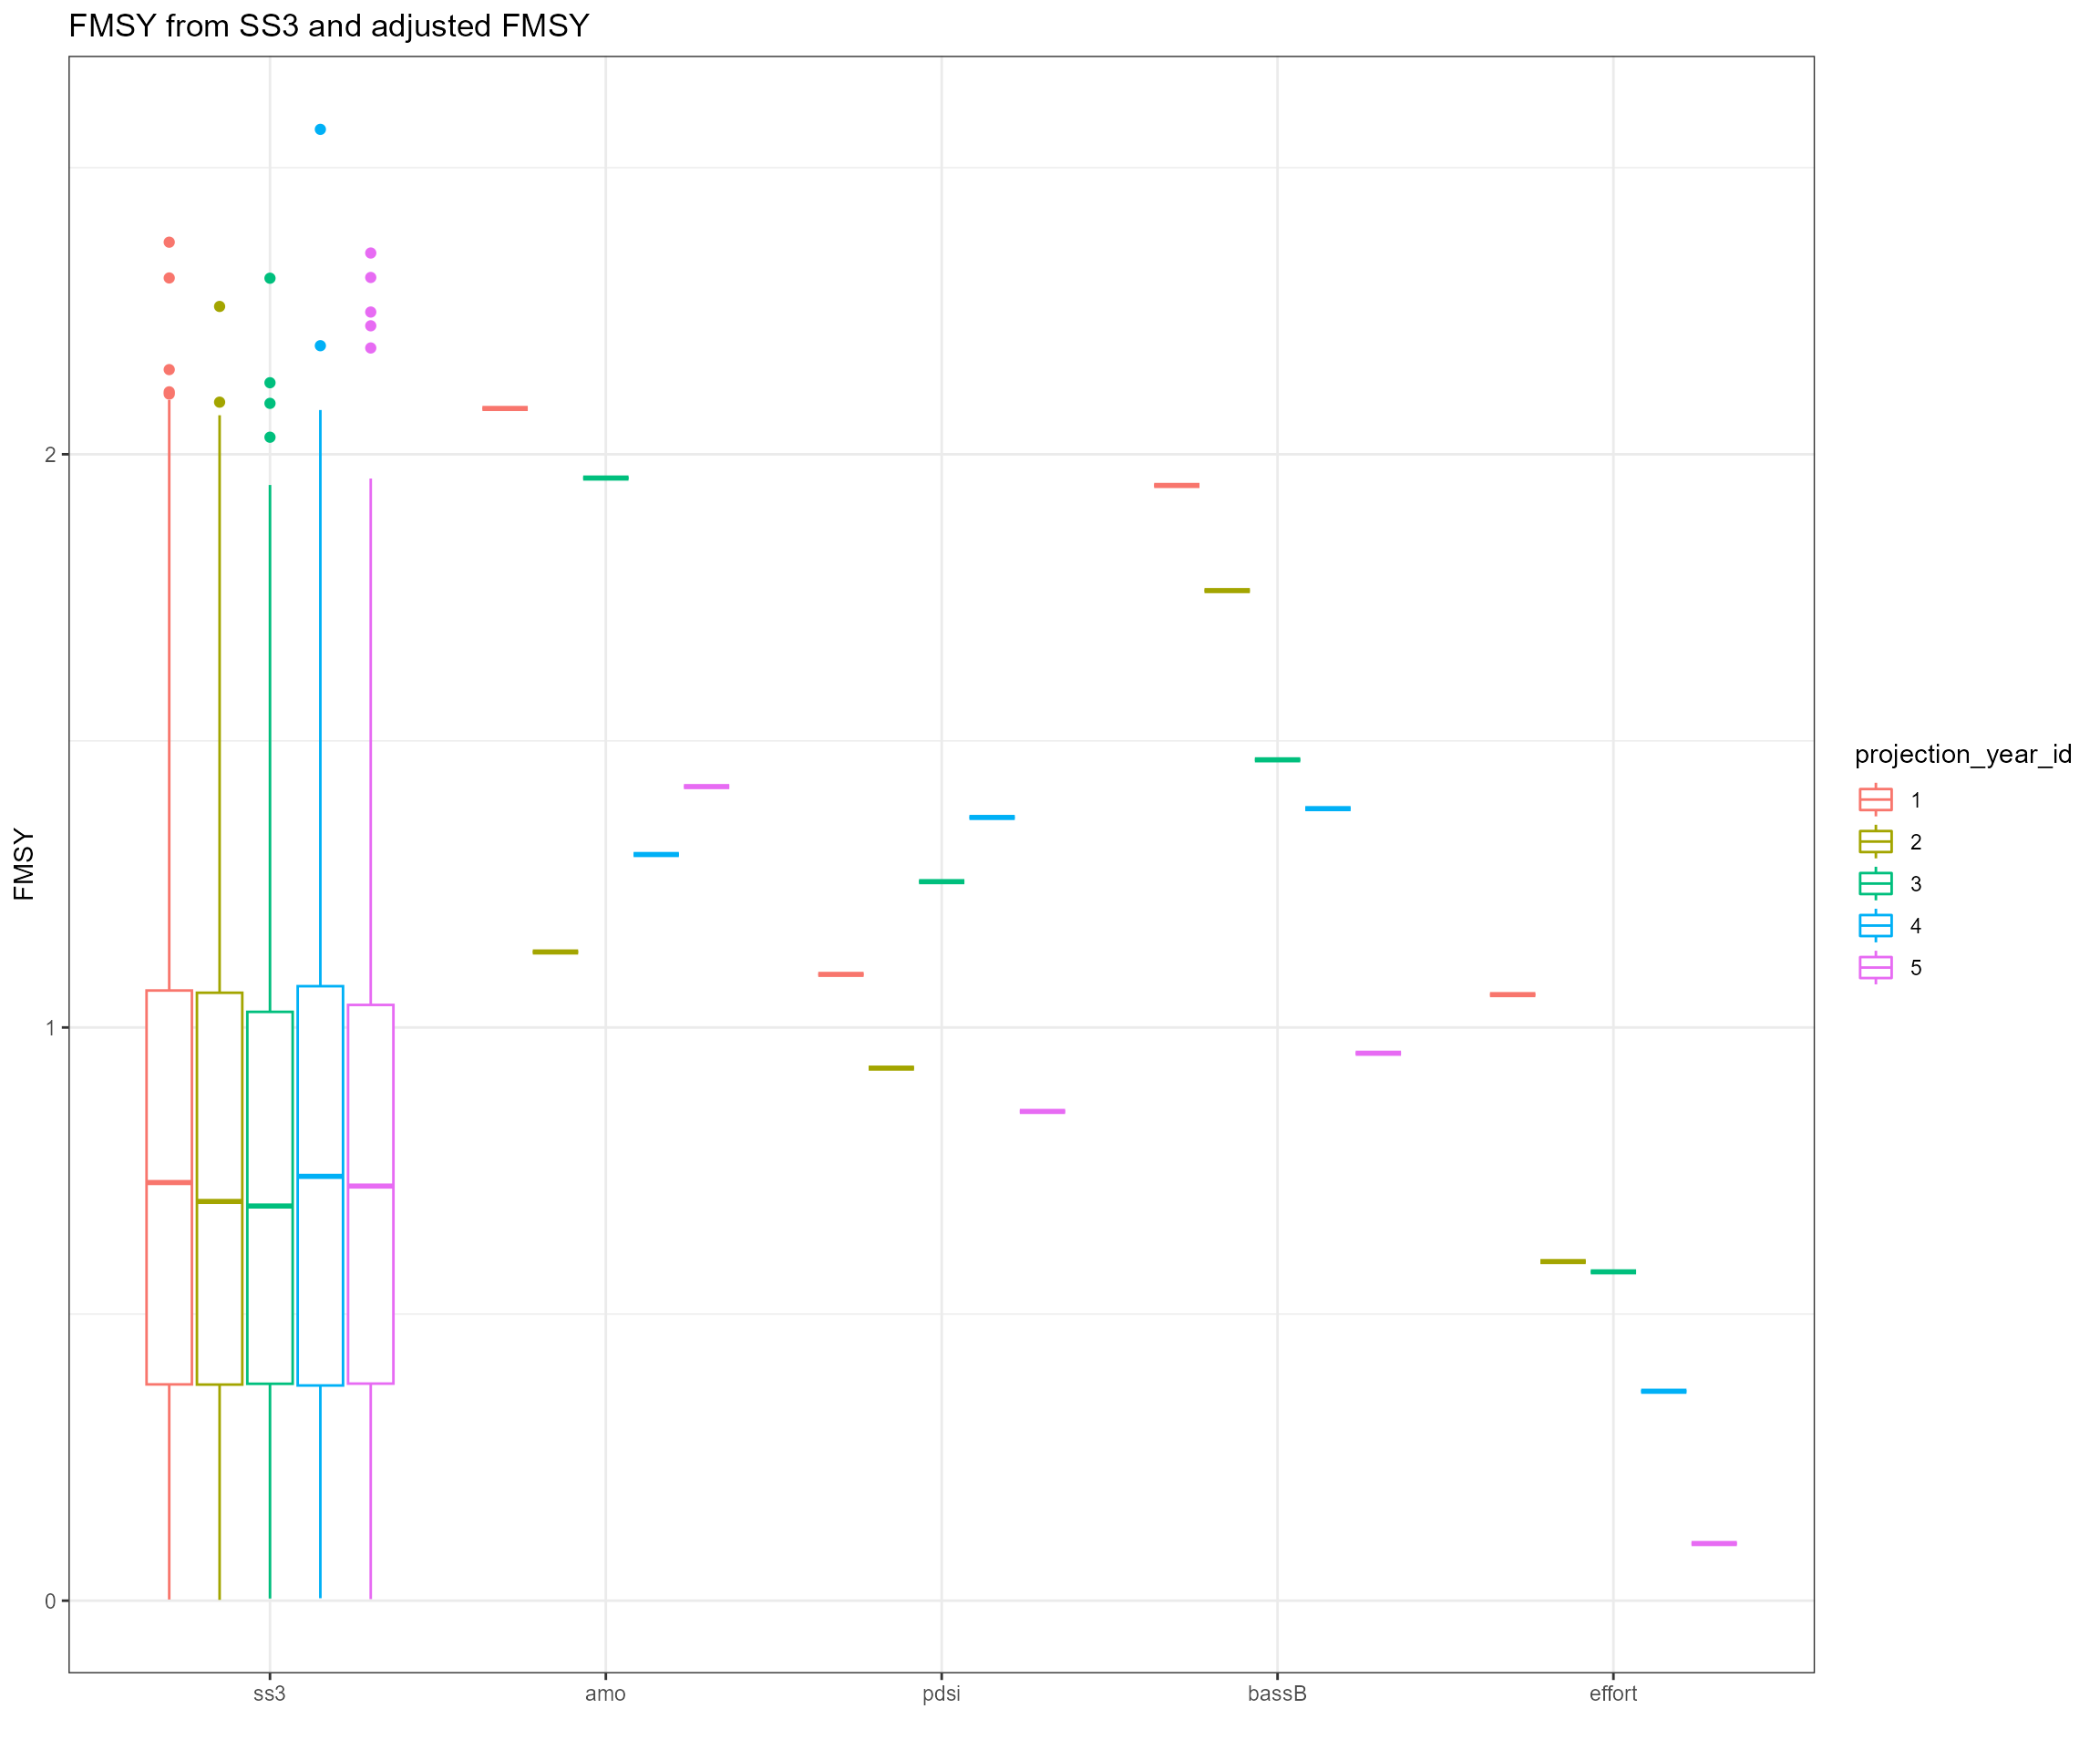 FMSY from SS3 and adjusted FMSY
FMSY
2
1
0
ss3
amo
pdsi
bassB
effort
projection_year_id
1
2
3
4
5